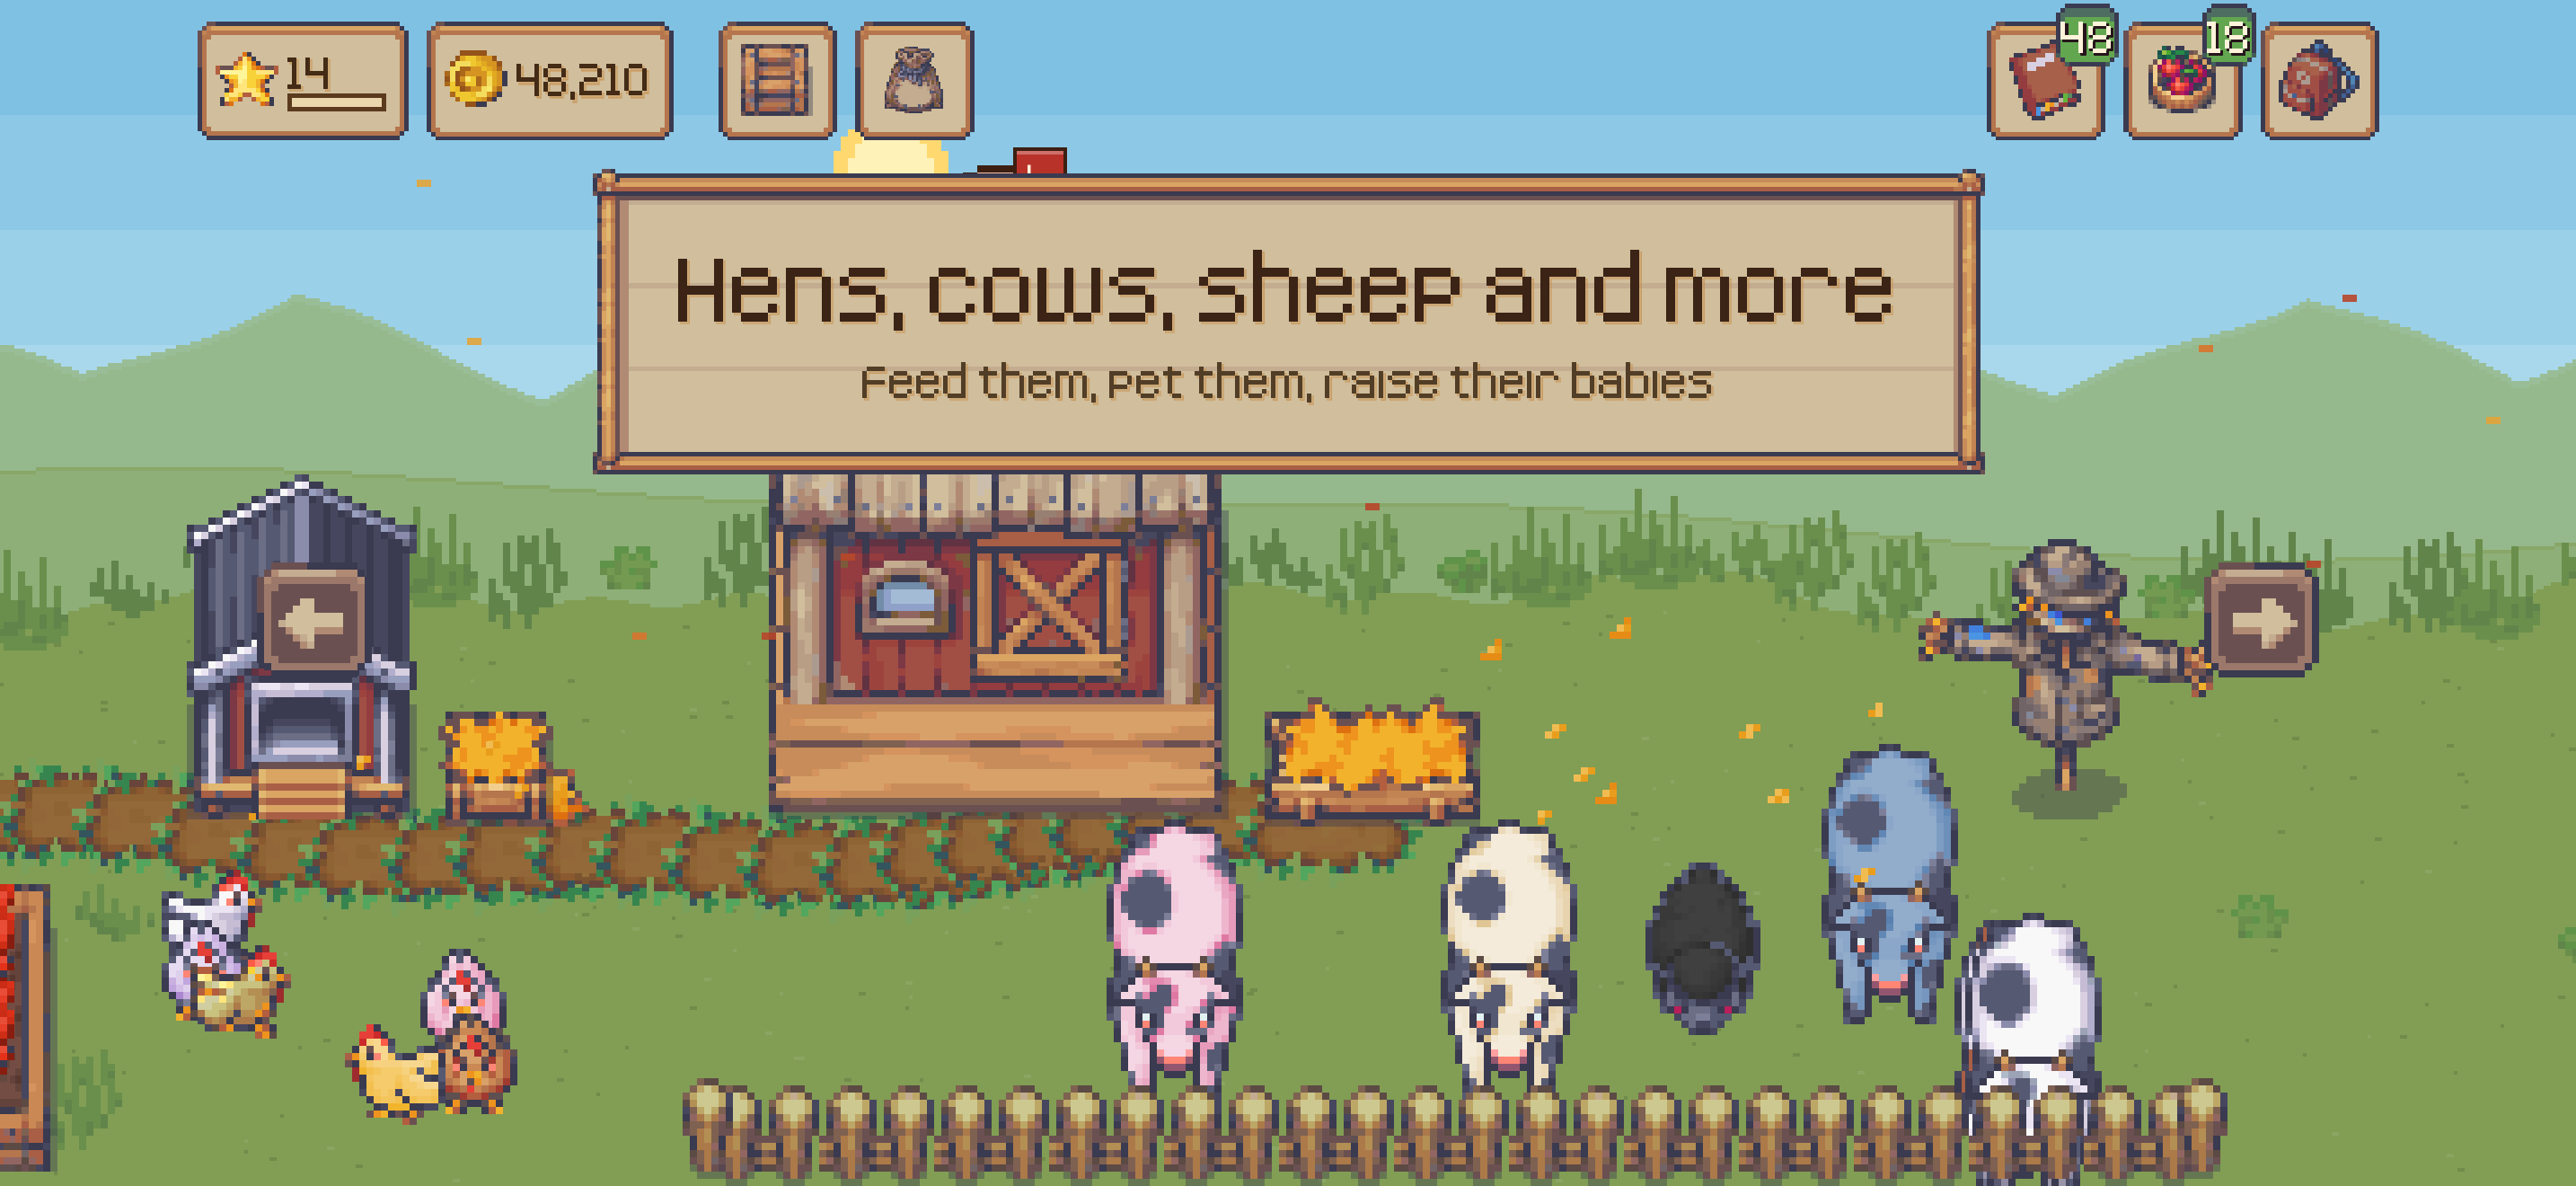 14
48,210
48
18
Hens, cows, sheep and more
Feed them, pet them, raise their babies